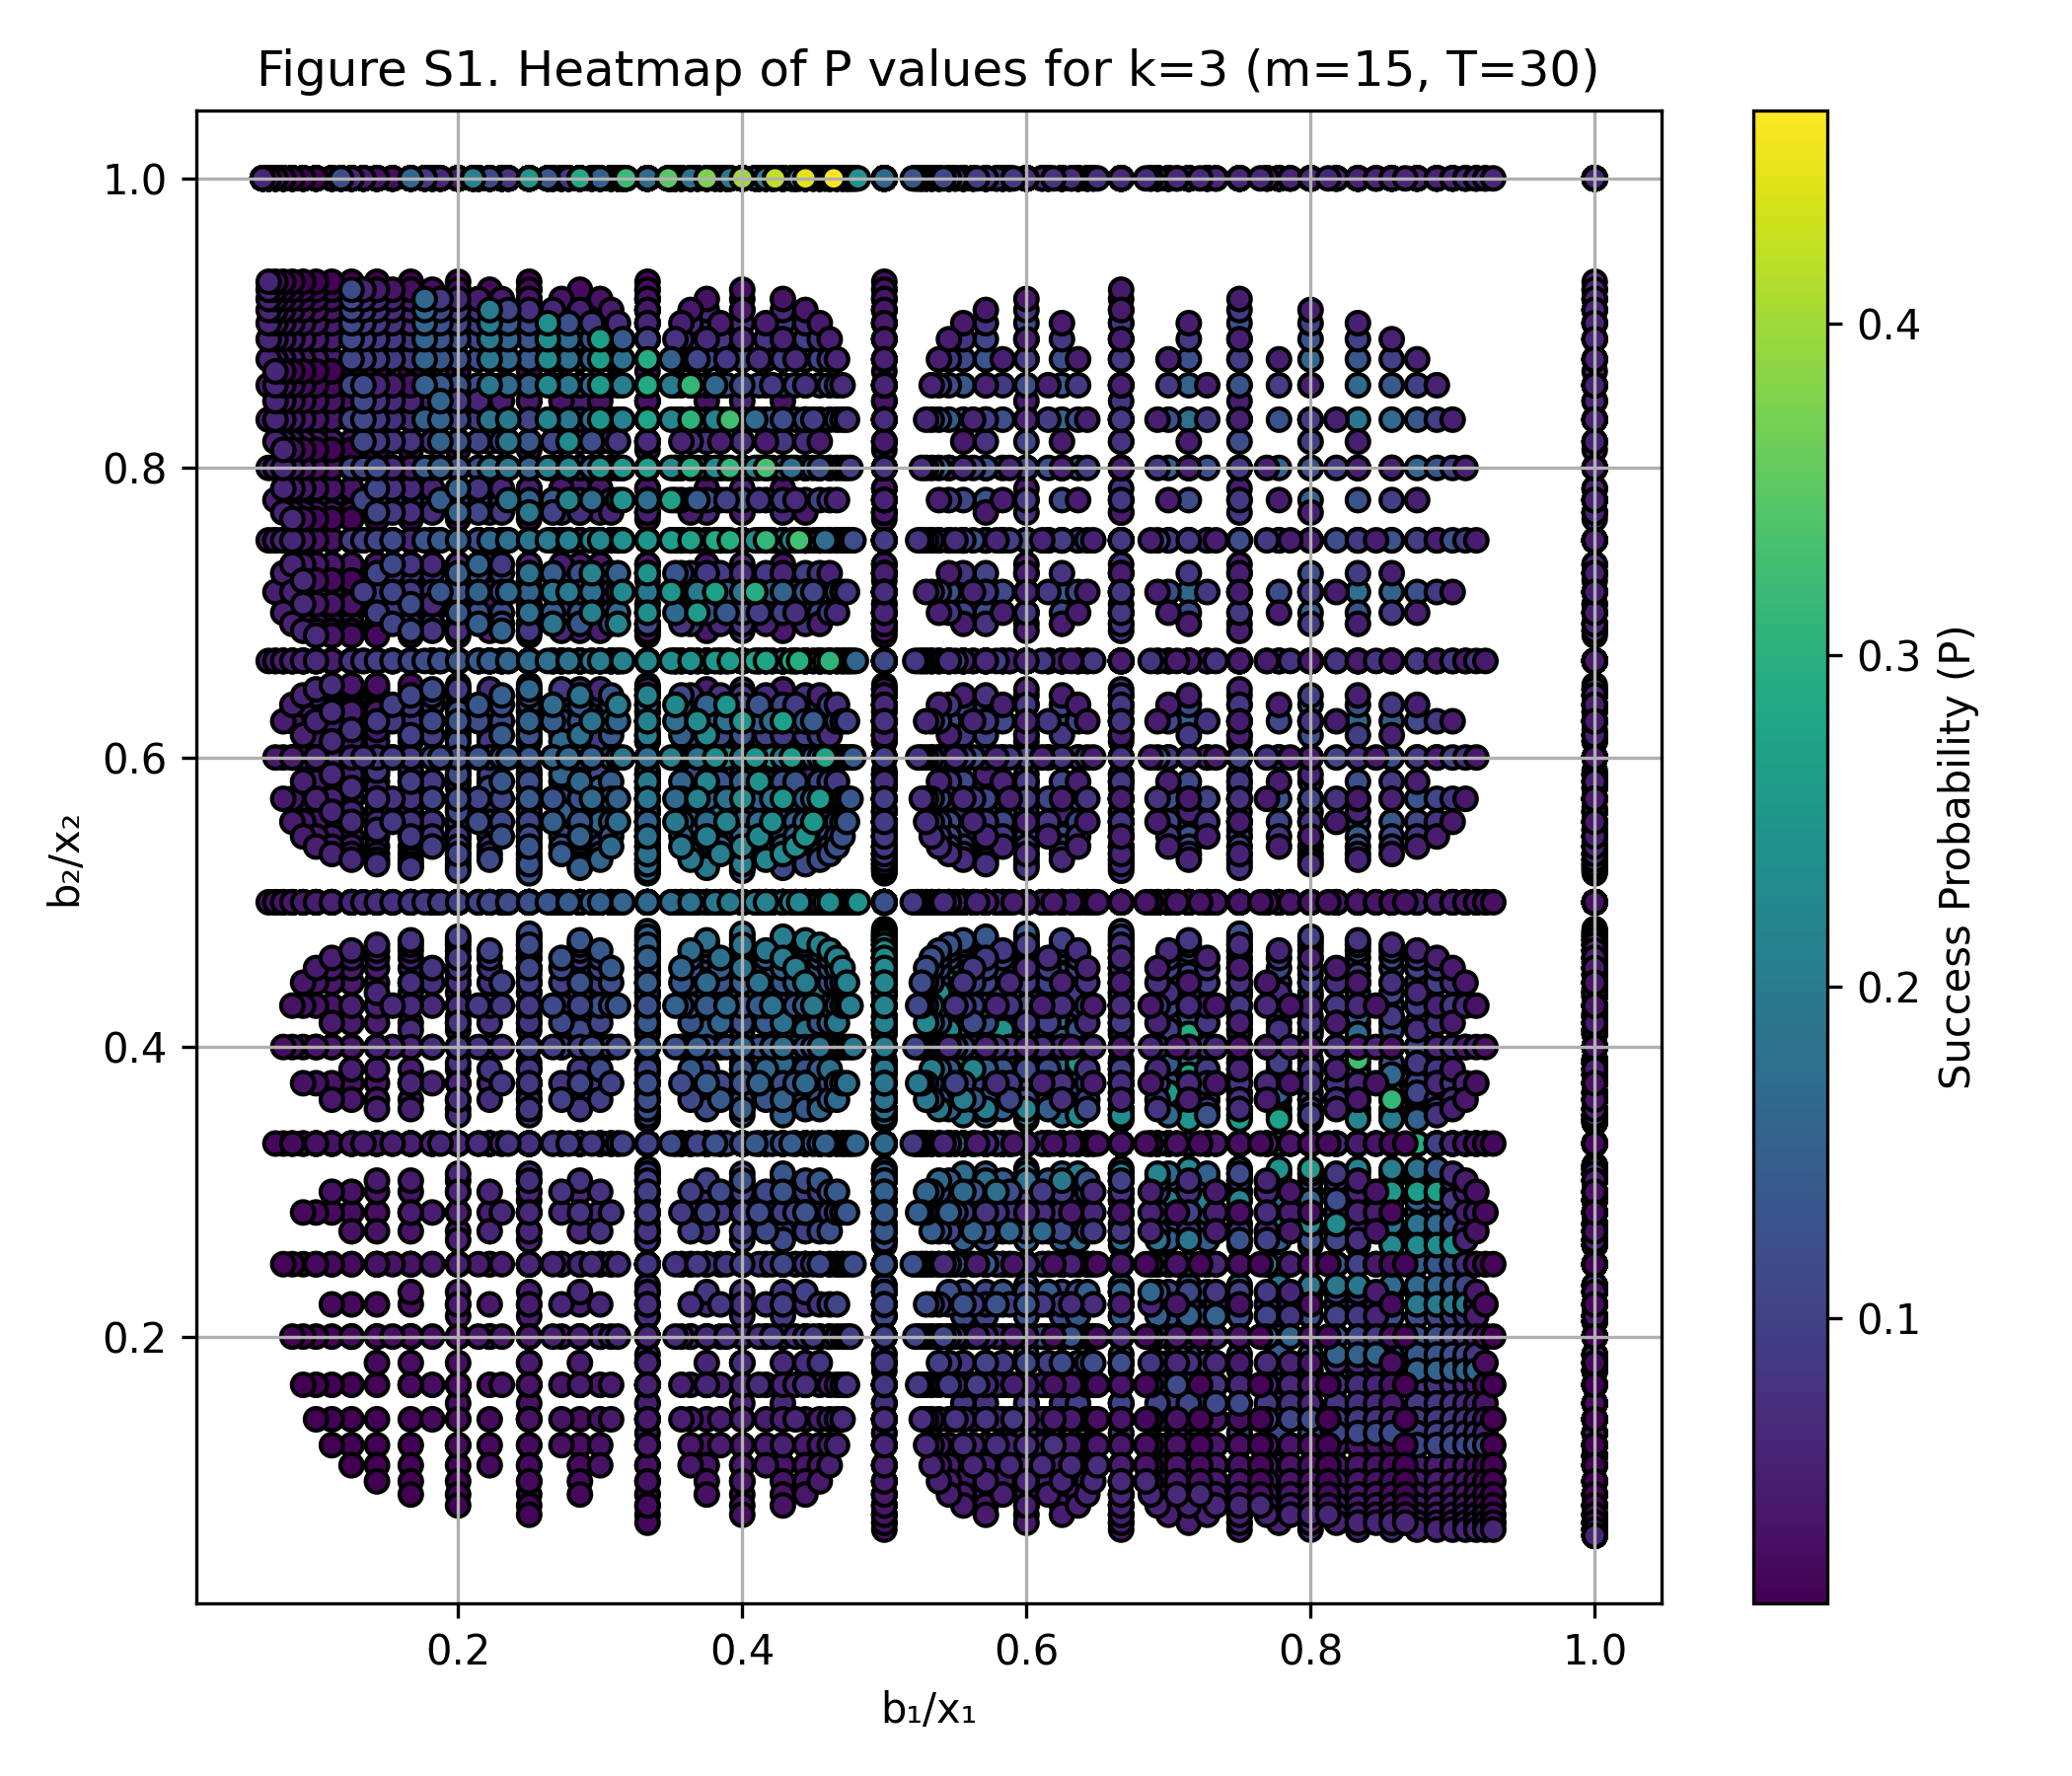 Figure S1. Heatmap of P values for k=3 (m=15, T=30)
1.0
0.8
0.6
0.4
0.2
b₂/x₂
0.2 0.4 0.6 0.8 1.0
b₁/x₁
0.4
0.3
0.2
0.1
Success Probability (P)